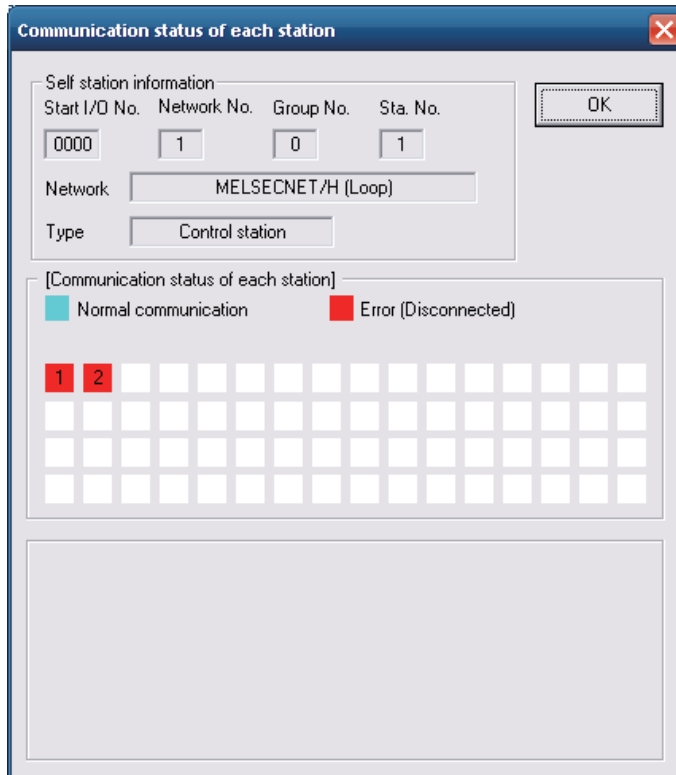 Communication status of each station
Self station information
Start I/O No. Network No. Group No. Sta. No.
OK
0000 1 0 1
Network MELSECNET/H (Loop)
Type Control station
[Communication status of each station]
Normal communication Error (Disconnected)
1 2